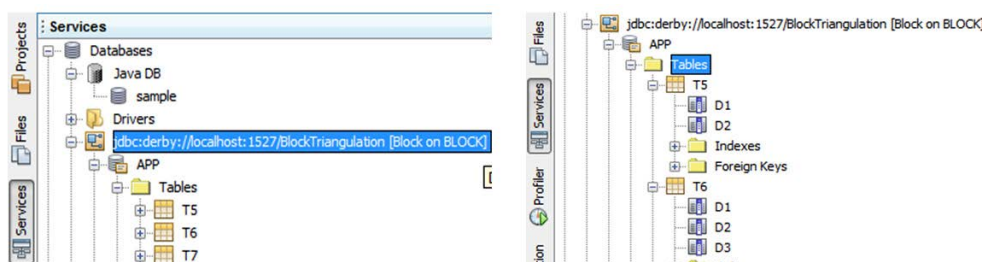 Projects
Files
Services
Services
Databases
Java DB
sample
Drivers
jdbc:derby://localhost:1527/BlockTriangulation [Block on BLOCK]
APP
Tables
T5
T6
T7
Files
Services
Profiler
jdbc:derby://localhost:1527/BlockTriangulation [Block on BLOCK]
APP
Tables
T5
D1
D2
Indexes
Foreign Keys
T6
D1
D2
D3